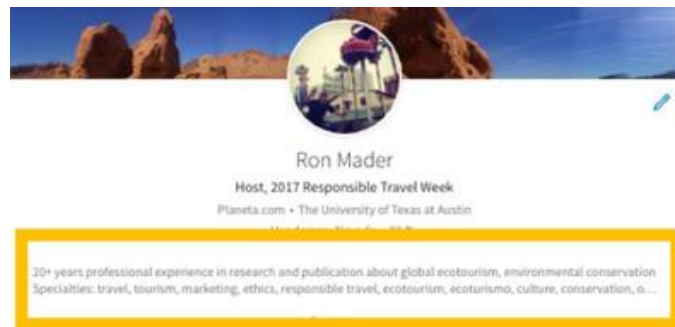 Ron Mader
Host, 2017 Responsible Travel Week
Planeta.com • The University of Texas at Austin
20+ years professional experience in research and publication about global ecotourism, environmental conservation
Specialties: travel, tourism, marketing, ethics, responsible travel, ecotourism, ecoturismo, culture, conservation, o...